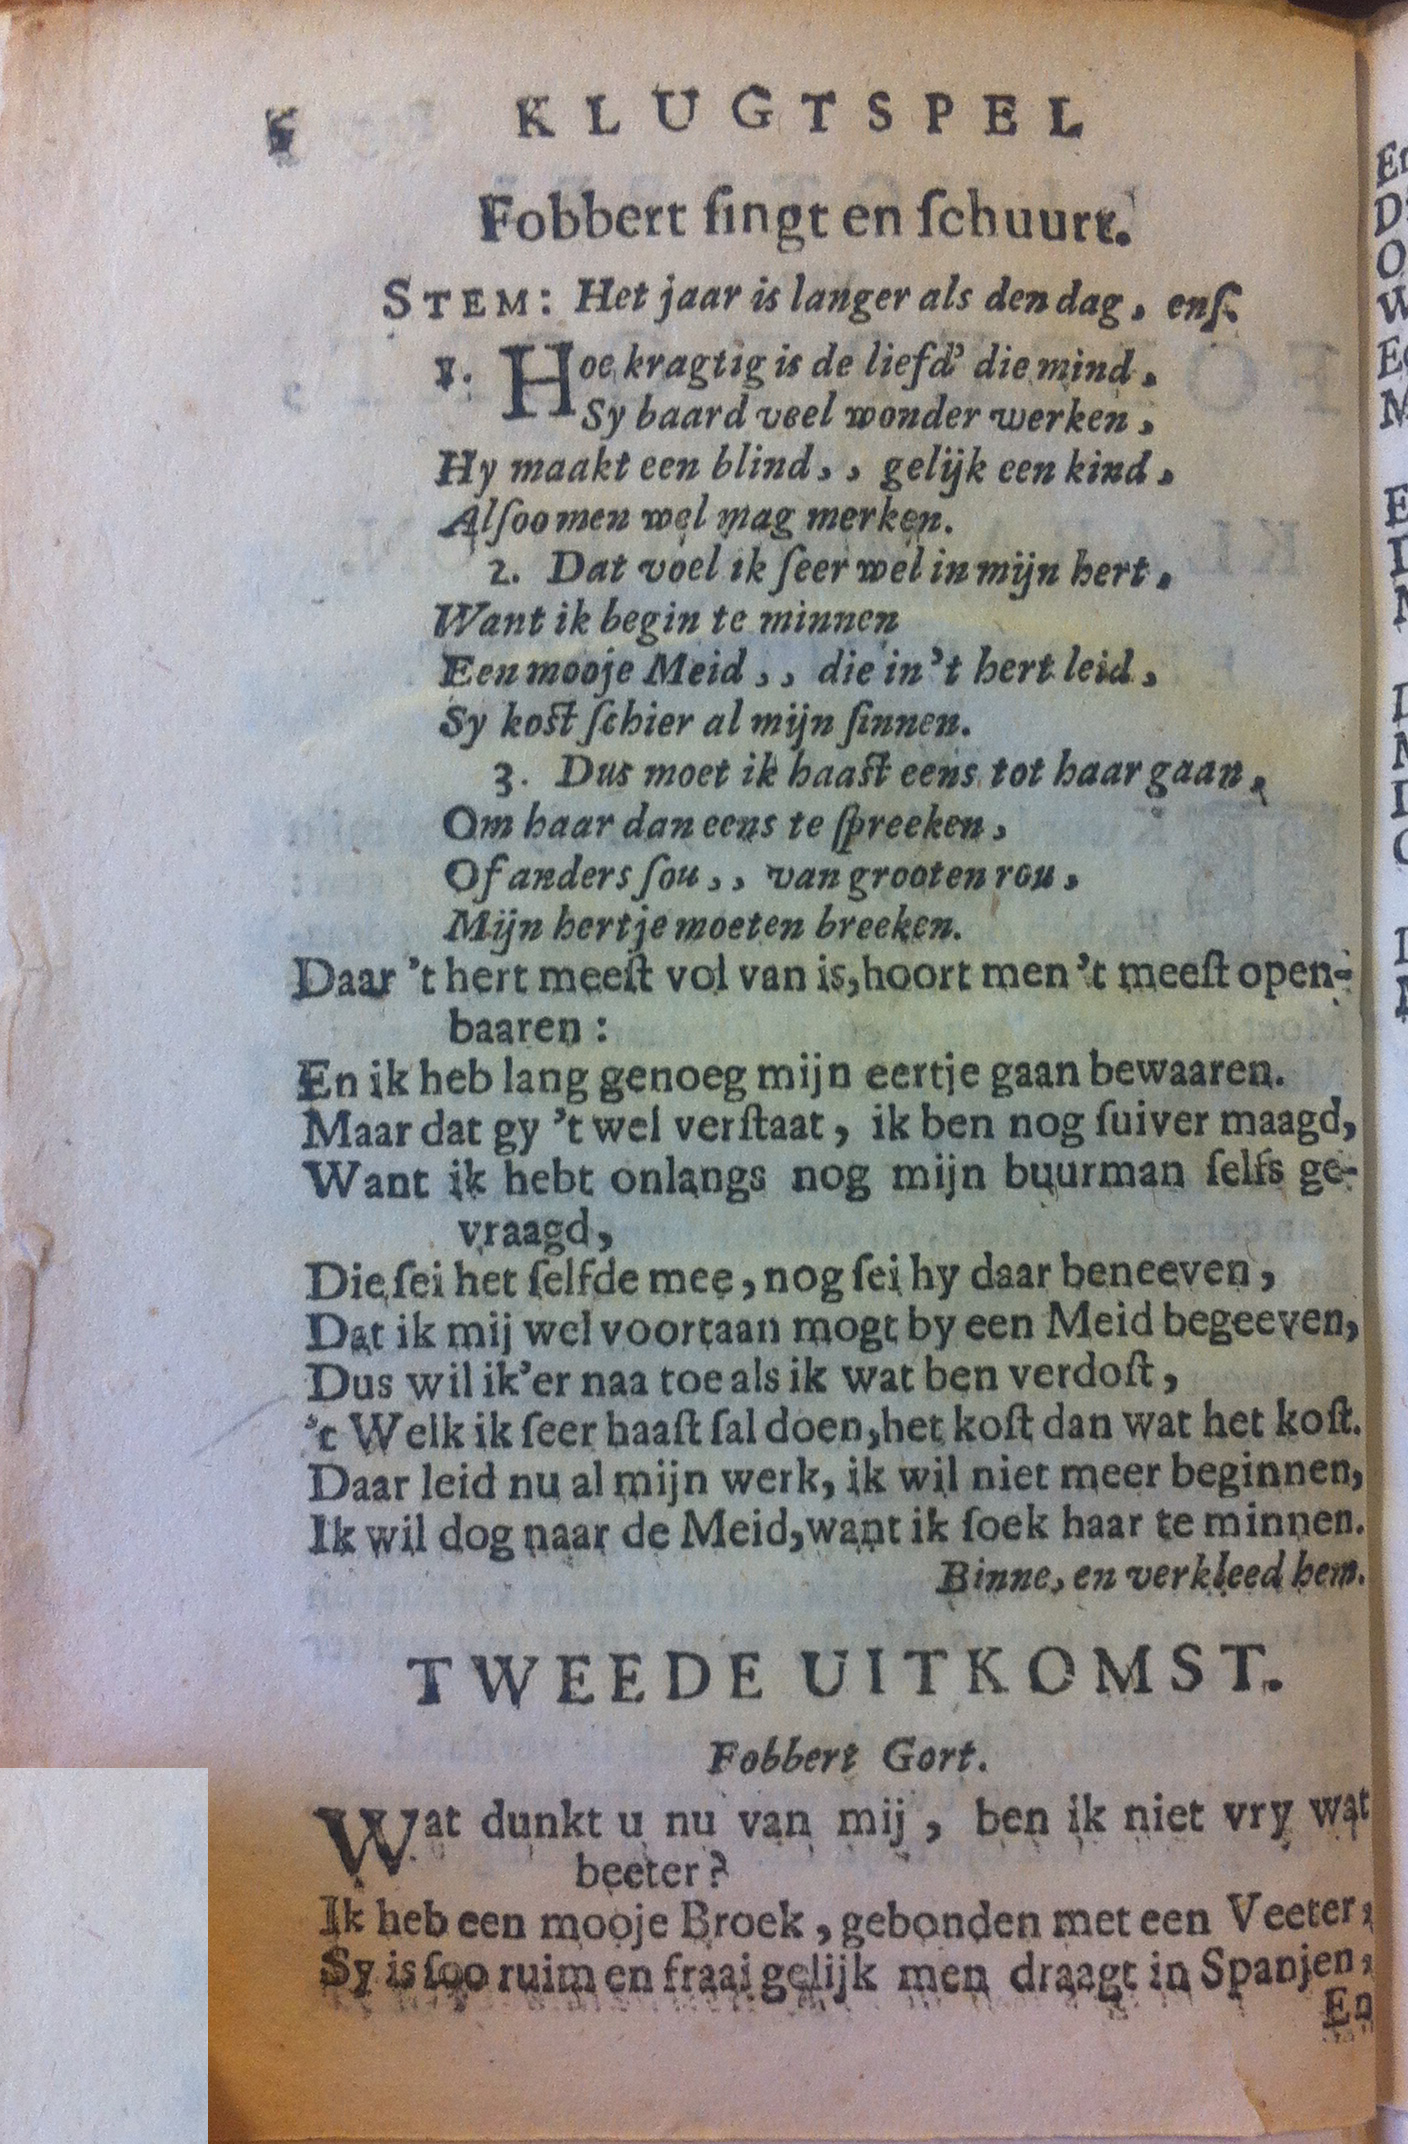 KLUGTSPEL
Fobbert ſingt en ſchuurt.
STEM: Het jaar is langer als den dag, enſ.
1. Hoe kragtig is de liefd' die mind,
Sy baard veel wonder werken,
Hy maakt een blind,, gelijk een kind,
Alſoo men wel mag merken.
2. Dat voel ik ſeer wel in mijn hert,
Want ik begin te minnen
Een mooje Meid,, die in't hert leid,
Sy koſt ſchier al mijn ſinnen.
3. Dus moet ik haaſt eens tot haar gaan,
Om haar dan eens te ſpreeken,
Of anders ſou,, van grooten rou,
Mijn hertje moeten breeken.
Daar 't hert meeſt vol van is, hoort men 't meeſt open-
baaren:
En ik heb lang genoeg mijn eertje gaan bewaaren.
Maar dat gy 't wel verſtaat, ik ben nog ſuiver maagd,
Want ik hebt onlangs nog mijn buurman ſelfs ge-
vraagd,
Die ſei het ſelfde mee, nog ſei hy daar beneeven,
Dat ik mij wel voortaan mogt by een Meid begeeven,
Dus wil ik'er naa toe als ik wat ben verdoſt,
't Welk ik ſeer haaſt ſal doen, het koſt dan wat het koſt.
Daar leid nu al mijn werk, ik wil niet meer beginnen,
Ik wil dog naar de Meid, want ik ſoek haar te minnen.
Binne, en verkleed hem.
TWEEDE UITKOMST.
Fobbert Gort.
Wat dunkt u nu van mij, ben ik niet vry wat
beeter?
Ik heb een mooje Broek, gebonden met een Veeter,
Sy is ſoo ruim en fraai gelijk men draagt in Spanjen,
En